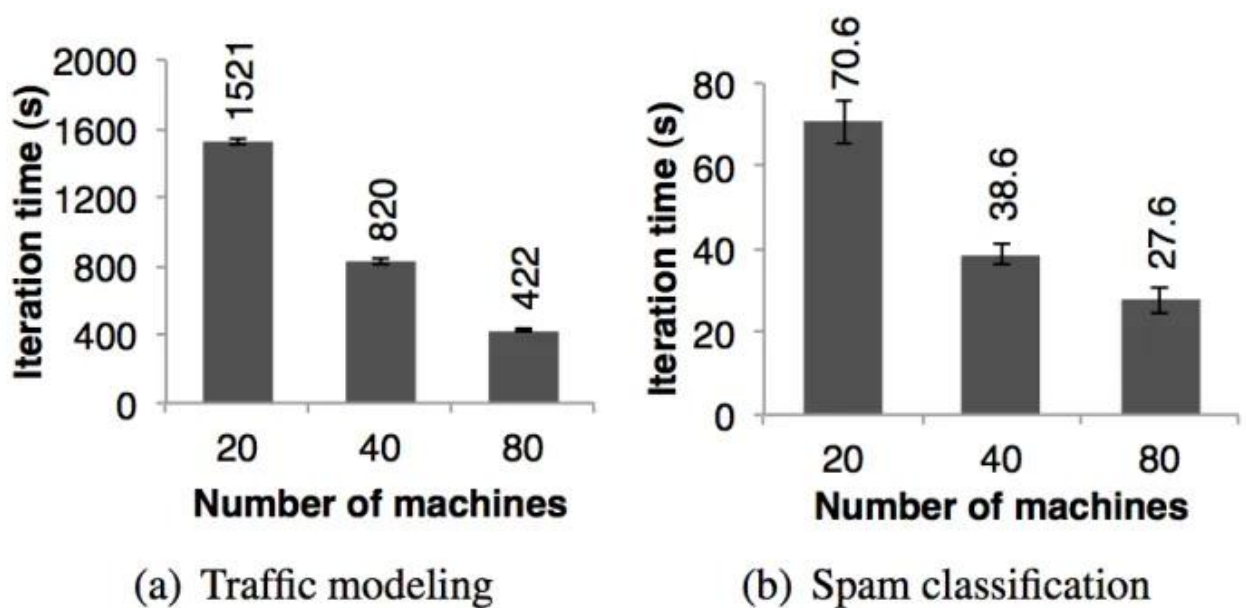 Iteration time (s)
2000
1600
1200
800
400
0
1521
820
422
20 40 80
Number of machines
(a) Traffic modeling
Iteration time (s)
80
60
40
20
0
70.6
38.6
27.6
20 40 80
Number of machines
(b) Spam classification